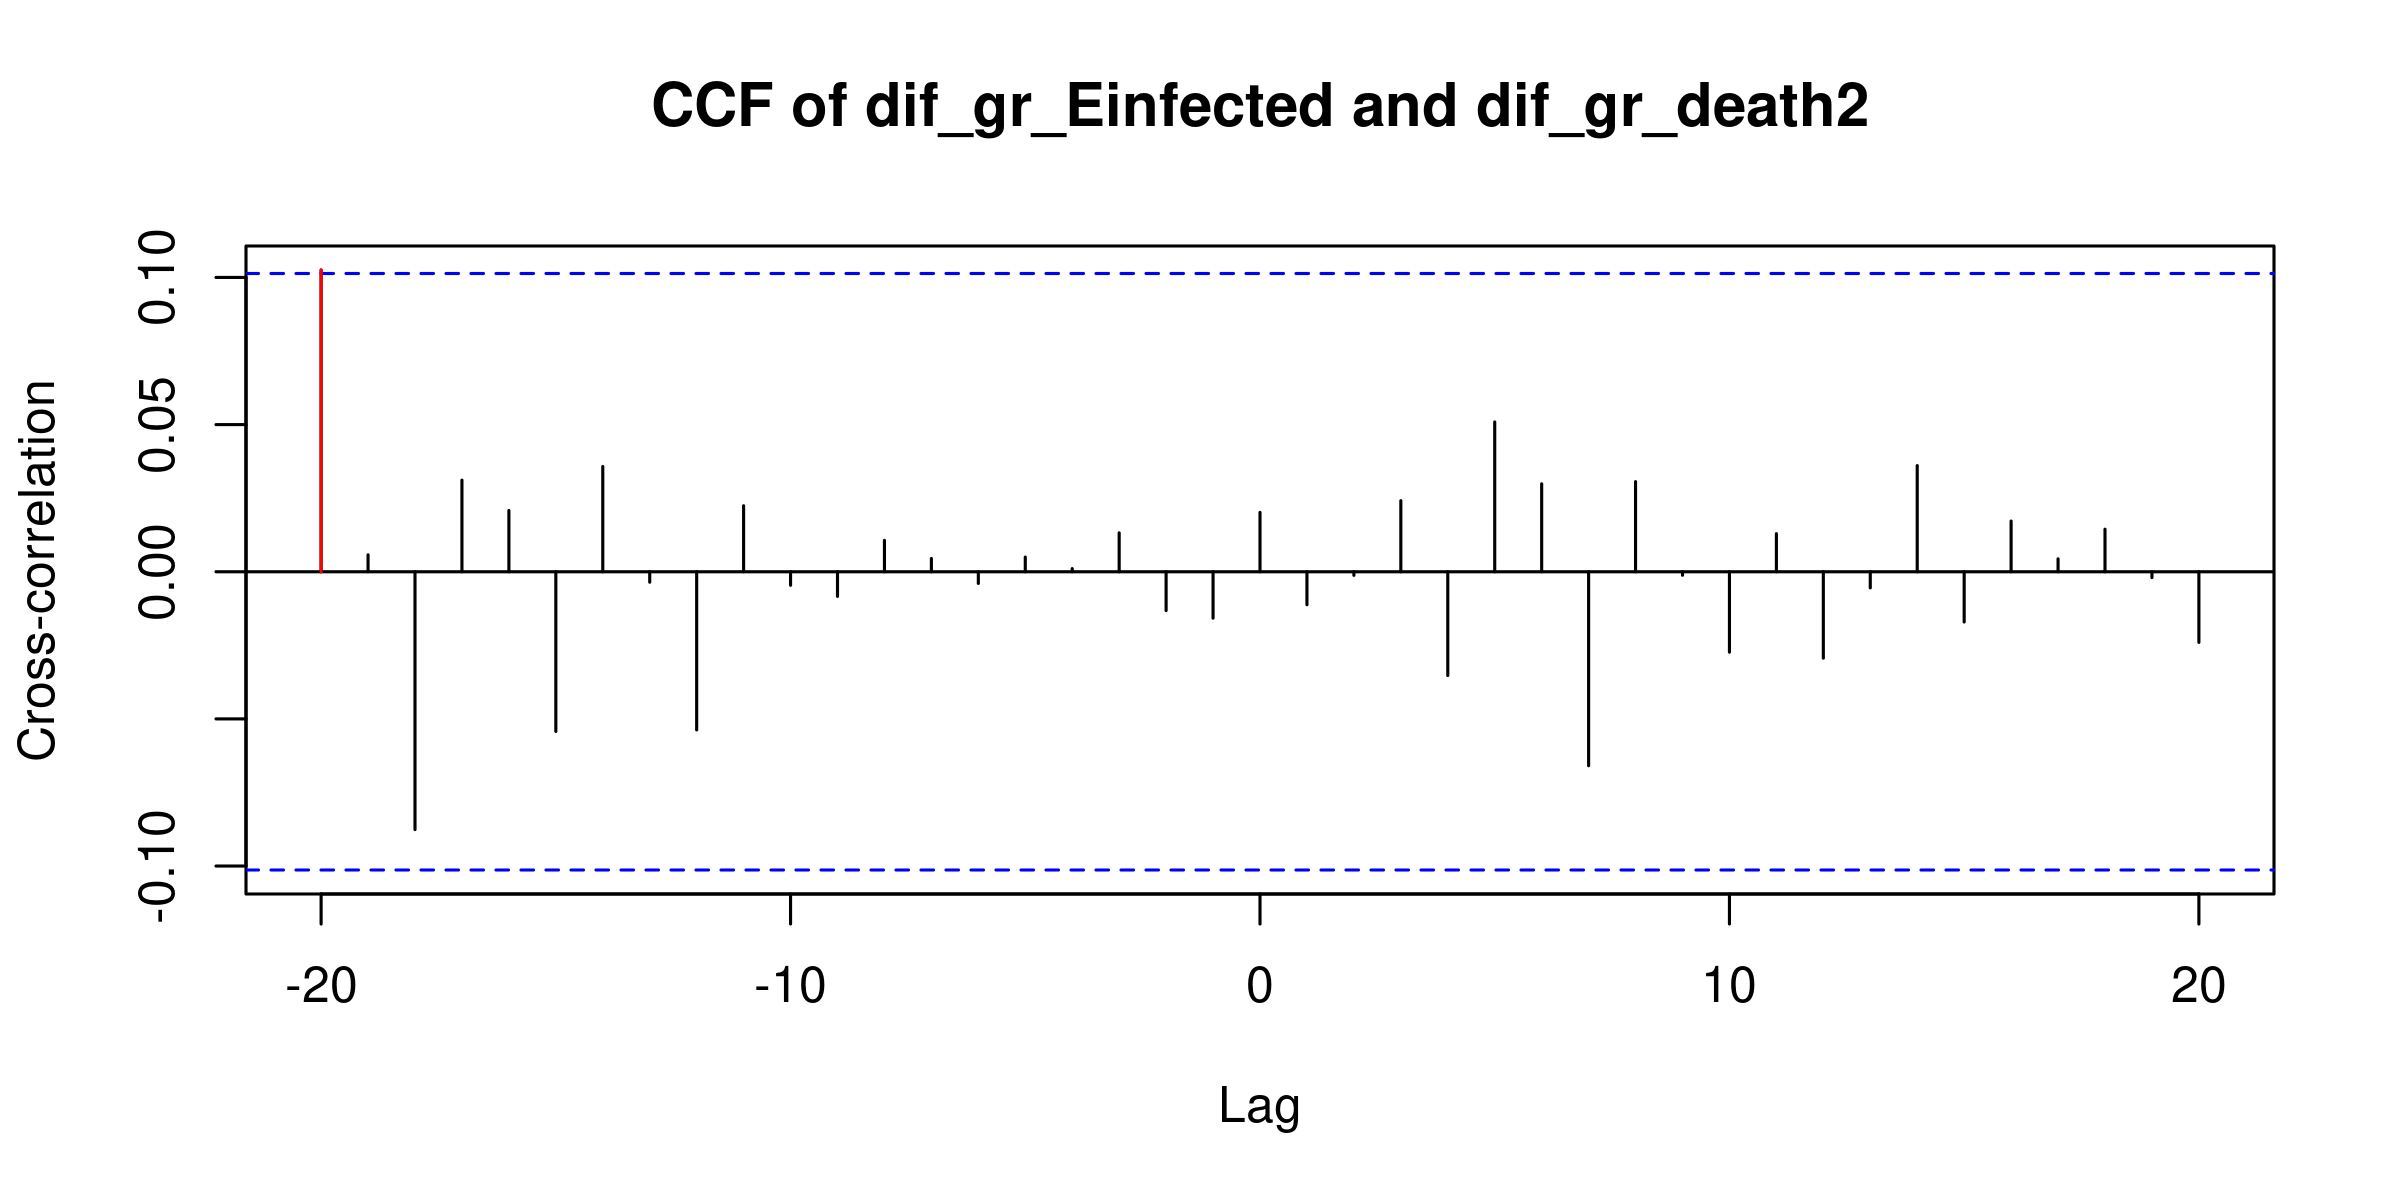 CCF of dif_gr_Einfected and dif_gr_death2
Cross-correlation
0.10
0.05
0.00
-0.10
-20 -10 0 10 20
Lag